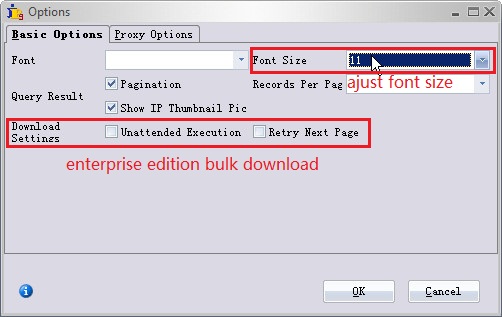 Options
Basic Options Proxy Options
Font Font Size 11
Query Result Pagination Records Per Pag
ajust font size
Show IP Thumbnail Pic
Download Settings Unattended Execution Retry Next Page
enterprise edition bulk download
OK Cancel